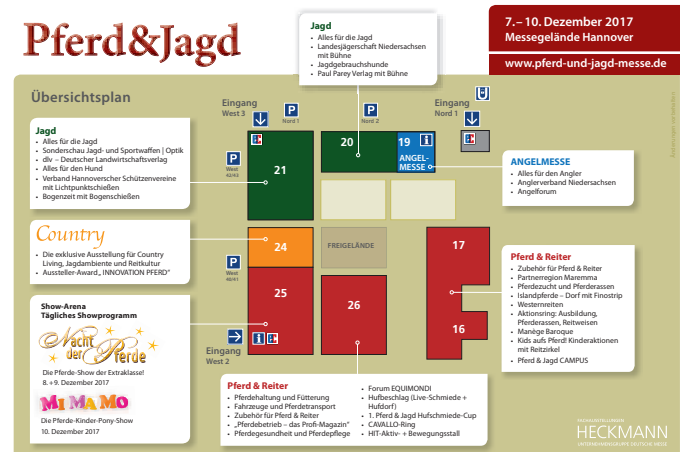 Pferd&Jagd
7.– 10. Dezember 2017
Messegelände Hannover
www.pferd-und-jagd-messe.de
Jagd
• Alles für die Jagd
• Landesjägerschaft Niedersachsen
mit Bühne
• Jagdgebrauchshunde
• Paul Parey Verlag mit Bühne
Übersichtsplan
Eingang
West 3
P
Nord 1
P
Nord 2
Eingang
Nord 1
Jagd
• Alles für die Jagd
• Sonderschau Jagd- und Sportwaffen | Optik
• dlv – Deutscher Landwirtschaftsverlag
• Alles für den Hund
• Verband Hannoverscher Schützenvereine
mit Lichtpunktschießen
• Bogenzeit mit Bogenschießen
P
West
42/43
21
20
19
i
ANGEL-
MESSE
ANGELMESSE
• Alles für den Angler
• Anglerverband Niedersachsen
• Angelforum
Country
• Die exklusive Ausstellung für Country
Living, Jagdambiente und Reitkultur
• Aussteller-Award „ INNOVATION PFERD“
P
West
40/41
24
FREIGELÄNDE
17
25
26
16
i
Eingang
West 2
Pferd & Reiter
• Zubehör für Pferd & Reiter
• Partnerregion Maremma
• Pferdezucht und Pferderassen
• Islandpferde – Dorf mit Finostrip
• Westernreiten
• Aktionsring: Ausbildung,
Pferderassen, Reitweisen
• Manège Baroque
• Kids aufs Pferd! Kinderaktionen
mit Reitzirkel
• Pferd & Jagd CAMPUS
Show-Arena
Tägliches Showprogramm
Nacht
der Pferde
Die Pferde-Show der Extraklasse!
8. +9. Dezember 2017
MIMAMO
Die Pferde-Kinder-Pony-Show
10. Dezember 2017
Pferd & Reiter
• Pferdehaltung und Fütterung
• Fahrzeuge und Pferdetransport
• Zubehör für Pferd & Reiter
• „Pferdebetrieb – das Profi-Magazin“
• Pferdegesundheit und Pferdepflege
• Forum EQUIMONDI
• Hufbeschlag (Live-Schmiede +
Hufdorf)
• 1. Pferd & Jagd Hufschmiede-Cup
• CAVALLO-Ring
• HIT-Aktiv- + Bewegungsstall
FACHAUSSTELLUNGEN
HECKMANN
UNTERNEHMENSGRUPPE DEUTSCHE MESSE